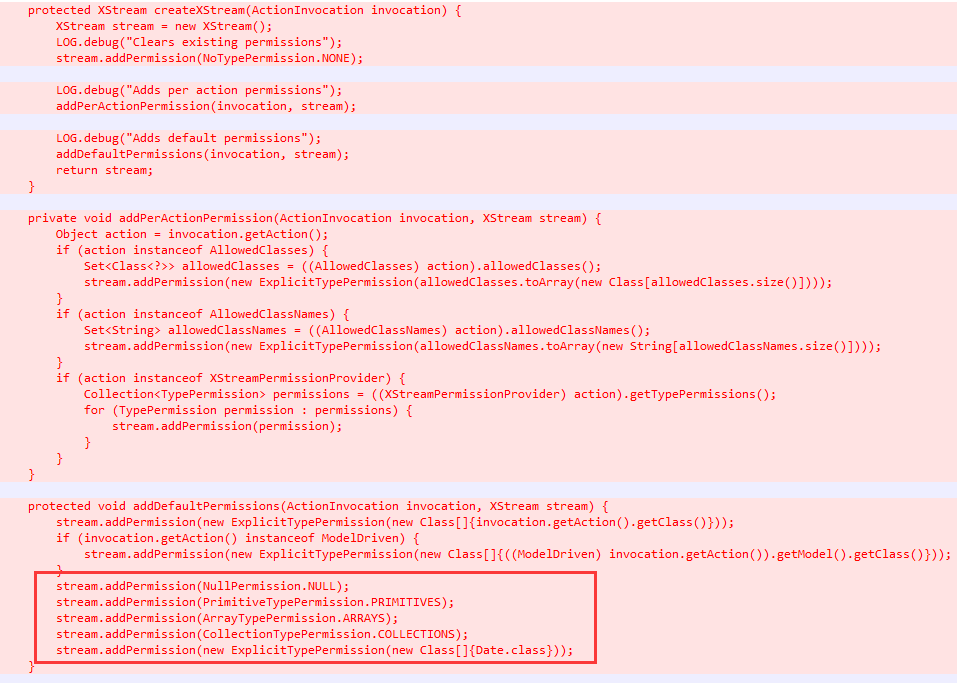 protected XStream createXStream(ActionInvocation invocation) {
XStream stream = new XStream();
LOG.debug("Clears existing permissions");
stream.addPermission(NoTypePermission.NONE);
LOG.debug("Adds per action permissions");
addPerActionPermission(invocation, stream);
LOG.debug("Adds default permissions");
addDefaultPermissions(invocation, stream);
return stream;
}
private void addPerActionPermission(ActionInvocation invocation, XStream stream) {
Object action = invocation.getAction();
if (action instanceof AllowedClasses) {
Set<Class<?>> allowedClasses = ((AllowedClasses) action).allowedClasses();
stream.addPermission(new ExplicitTypePermission(allowedClasses.toArray(new Class[allowedClasses.size()])));
}
if (action instanceof AllowedClassNames) {
Set<String> allowedClassNames = ((AllowedClassNames) action).allowedClassNames();
stream.addPermission(new ExplicitTypePermission(allowedClassNames.toArray(new String[allowedClassNames.size()])));
}
if (action instanceof XStreamPermissionProvider) {
Collection<TypePermission> permissions = ((XStreamPermissionProvider) action).getTypePermissions();
for (TypePermission permission : permissions) {
stream.addPermission(permission);
}
}
}
protected void addDefaultPermissions(ActionInvocation invocation, XStream stream) {
stream.addPermission(new ExplicitTypePermission(new Class[]{invocation.getAction().getClass()}));
if (invocation.getAction() instanceof ModelDriven) {
stream.addPermission(new ExplicitTypePermission(new Class[]{((ModelDriven) invocation.getAction()).getModel().getClass()}));
}
stream.addPermission(NullPermission.NULL);
stream.addPermission(PrimitiveTypePermission.PRIMITIVES);
stream.addPermission(ArrayTypePermission.ARRAYS);
stream.addPermission(CollectionTypePermission.COLLECTIONS);
stream.addPermission(new ExplicitTypePermission(new Class[]{Date.class}));
}